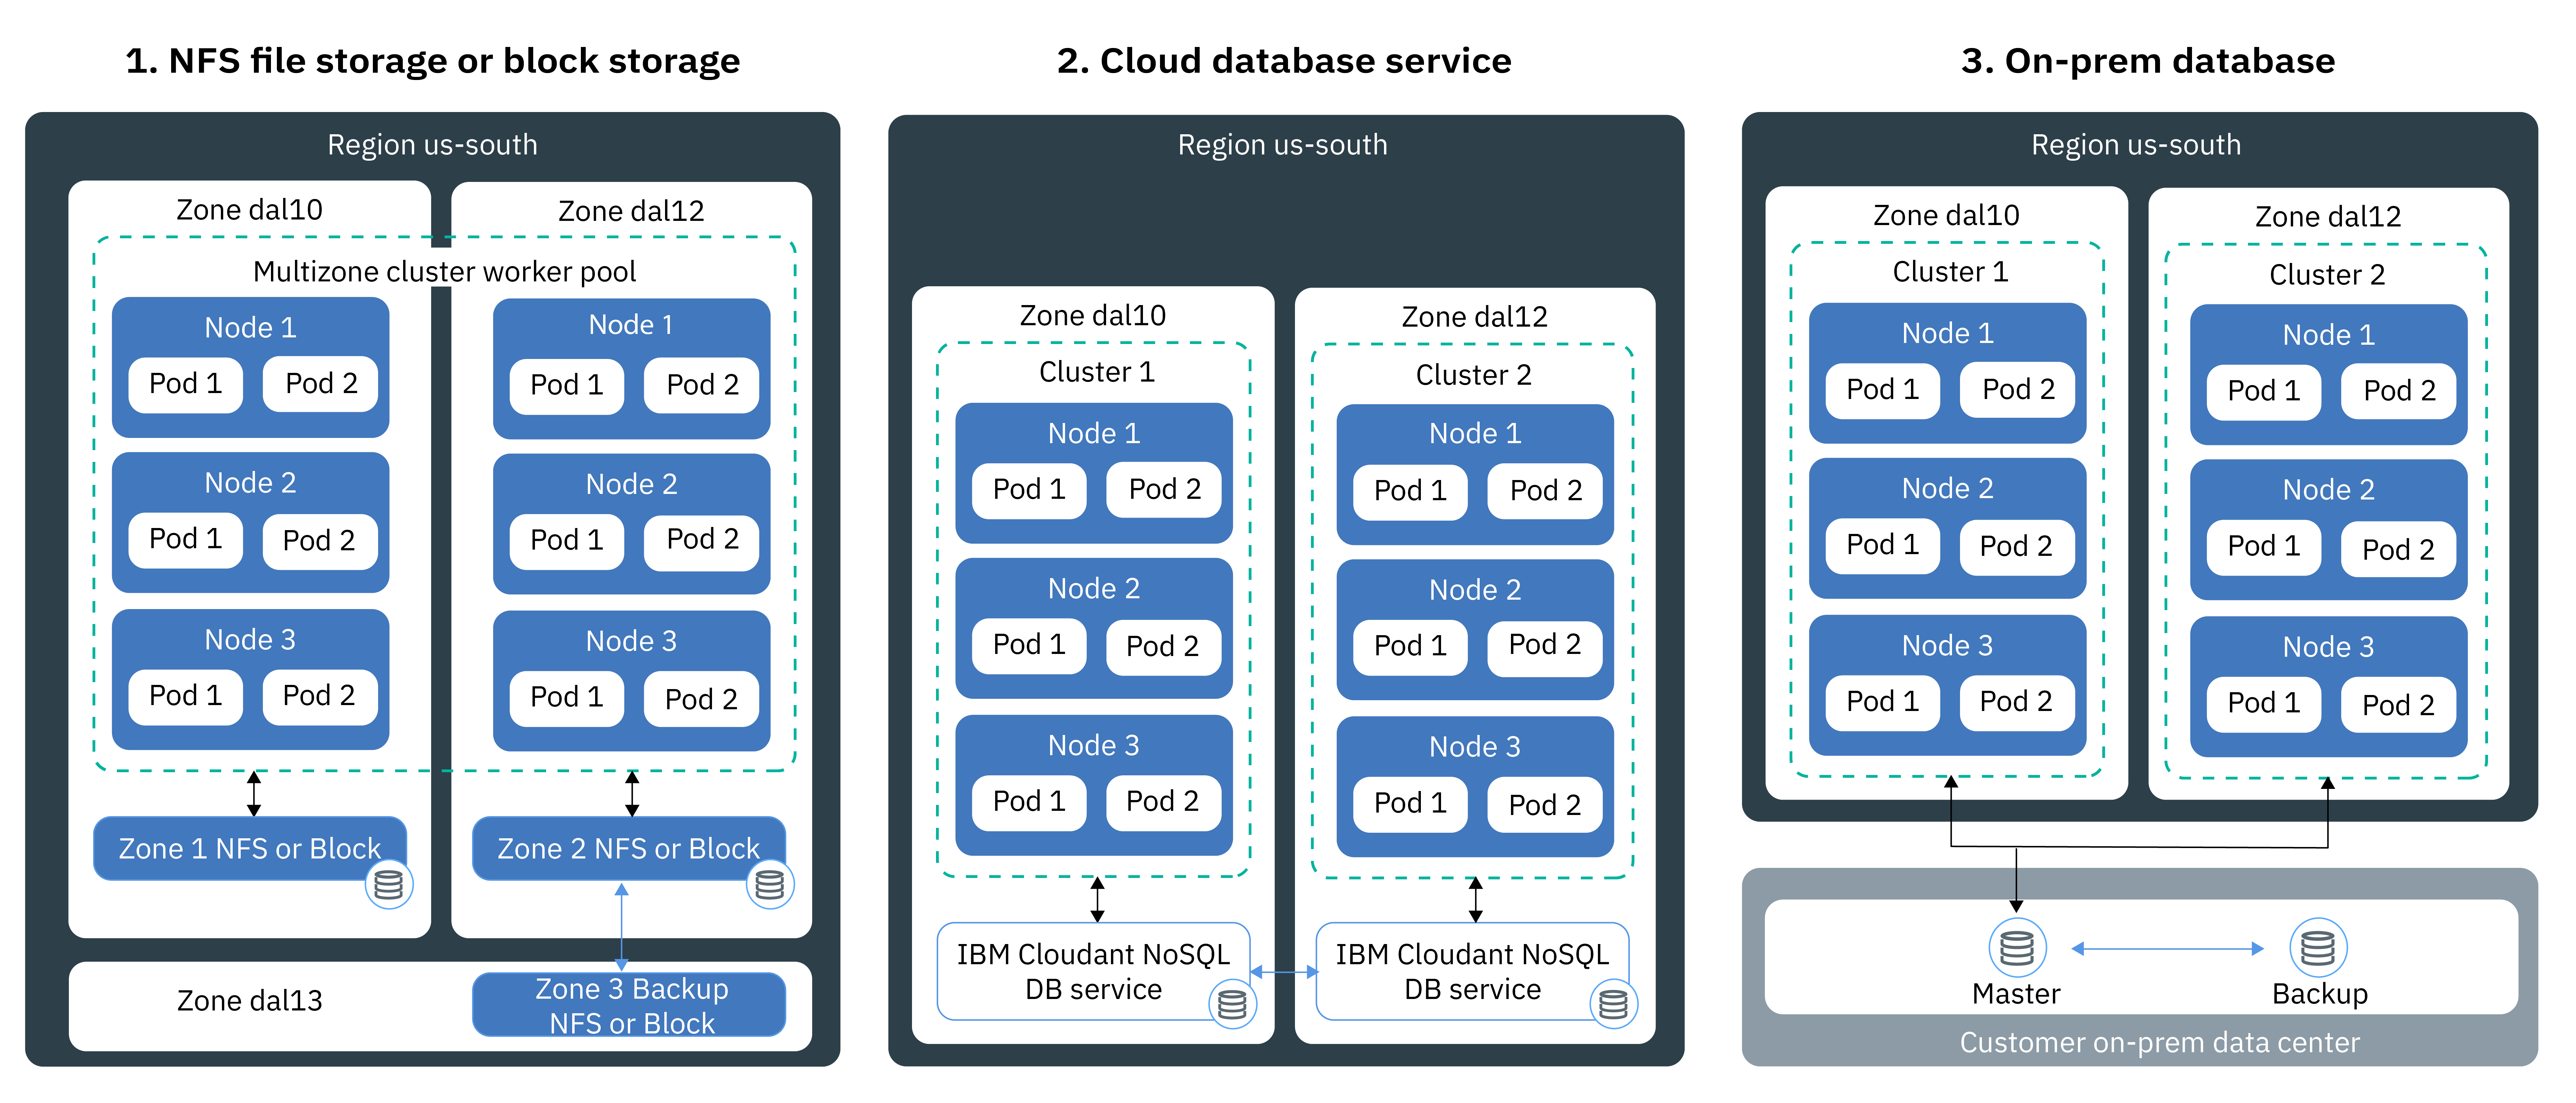 1. NFS file storage or block storage
Region us-south
Zone dal10
Zone dal12
Multizone cluster worker pool
Node 1
Pod 1
Pod 2
Node 2
Pod 1
Pod 2
Node 3
Pod 1
Pod 2
Node 1
Pod 1
Pod 2
Node 2
Pod 1
Pod 2
Node 3
Pod 1
Pod 2
Zone 1 NFS or Block
Zone 2 NFS or Block
Zone dal13
Zone 3 Backup
NFS or Block
2. Cloud database service
Region us-south
Zone dal10
Cluster 1
Node 1
Pod 1
Pod 2
Node 2
Pod 1
Pod 2
Node 3
Pod 1
Pod 2
IBM Cloudant NoSQL
DB service
Zone dal12
Cluster 2
Node 1
Pod 1
Pod 2
Node 2
Pod 1
Pod 2
Node 3
Pod 1
Pod 2
IBM Cloudant NoSQL
DB service
3. On-prem database
Region us-south
Zone dal10
Cluster 1
Node 1
Pod 1
Pod 2
Node 2
Pod 1
Pod 2
Node 3
Pod 1
Pod 2
Zone dal12
Cluster 2
Node 1
Pod 1
Pod 2
Node 2
Pod 1
Pod 2
Node 3
Pod 1
Pod 2
Master
Backup
Customer on-prem data center